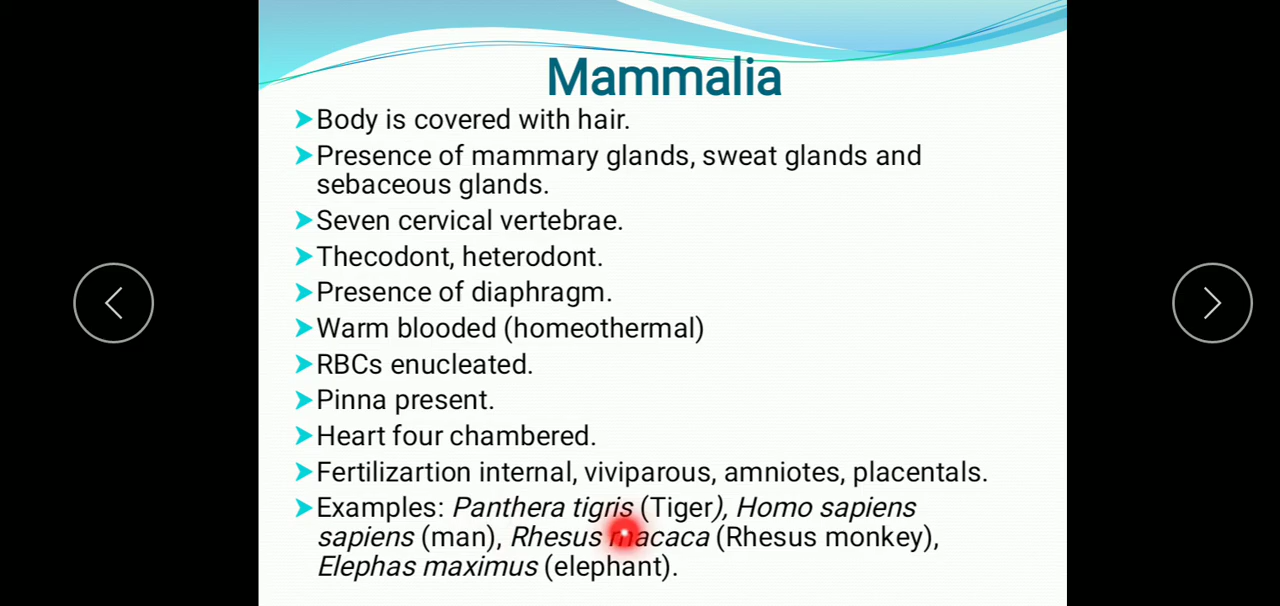 Mammalia
➤Body is covered with hair.
➤Presence of mammary glands, sweat glands and
sebaceous glands.
➤Seven cervical vertebrae.
➤Thecodont, heterodont.
➤Presence of diaphragm.
➤Warm blooded (homeothermal)
➤RBCs enucleated.
➤Pinna present.
➤Heart four chambered.
➤Fertilizartion internal, viviparous, amniotes, placentals.
➤Examples: Panthera tigris (Tiger), Homo sapiens
sapiens (man), Rhesus macaca (Rhesus monkey),
Elephas maximus (elephant).